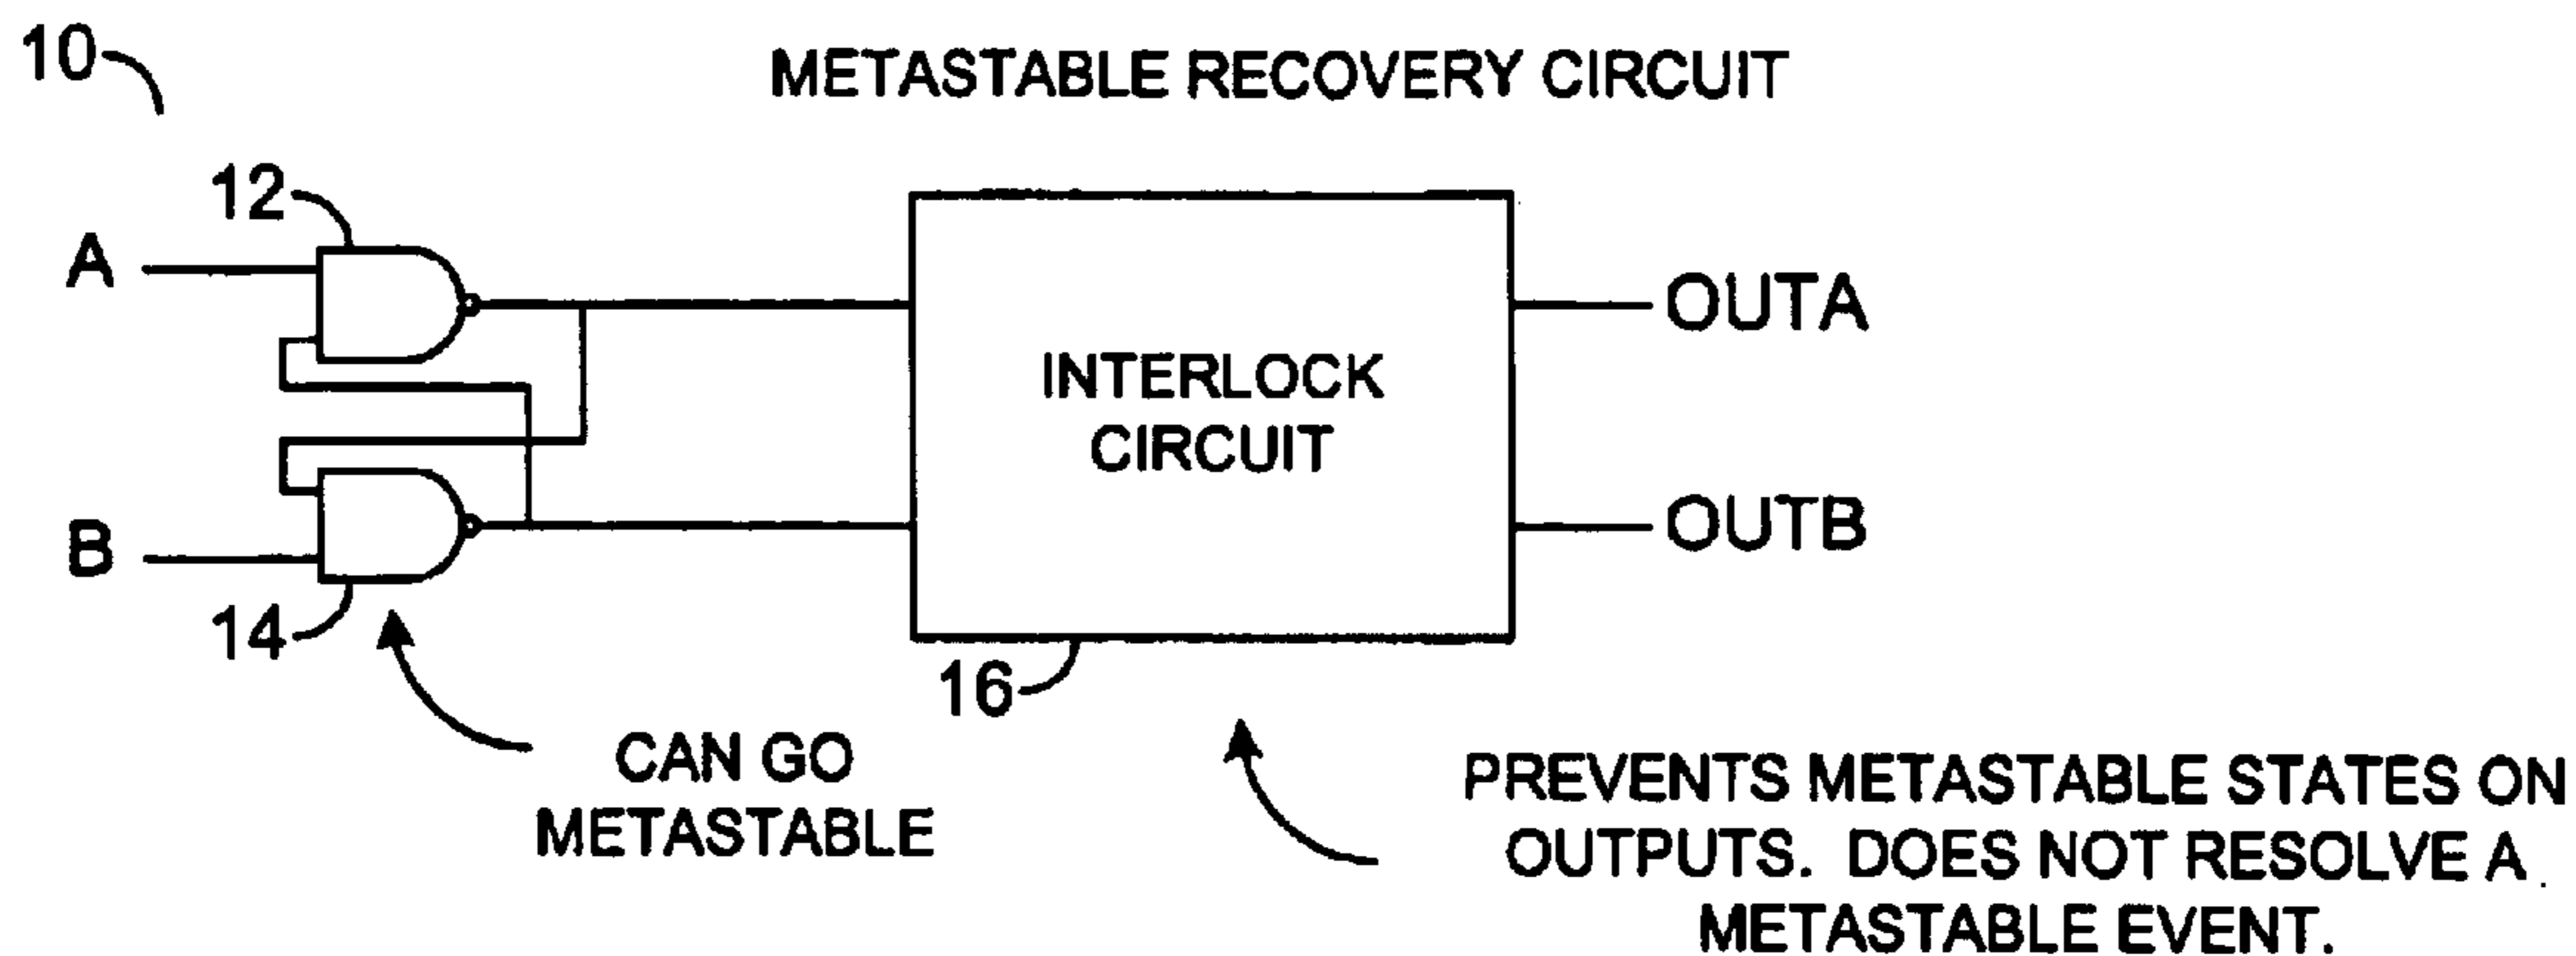 10
METASTABLE RECOVERY CIRCUIT
12
A
OUTA
INTERLOCK
CIRCUIT
B
OUTB
14
16
CAN GO
METASTABLE
PREVENTS METASTABLE STATES ON
OUTPUTS. DOES NOT RESOLVE A
METASTABLE EVENT.